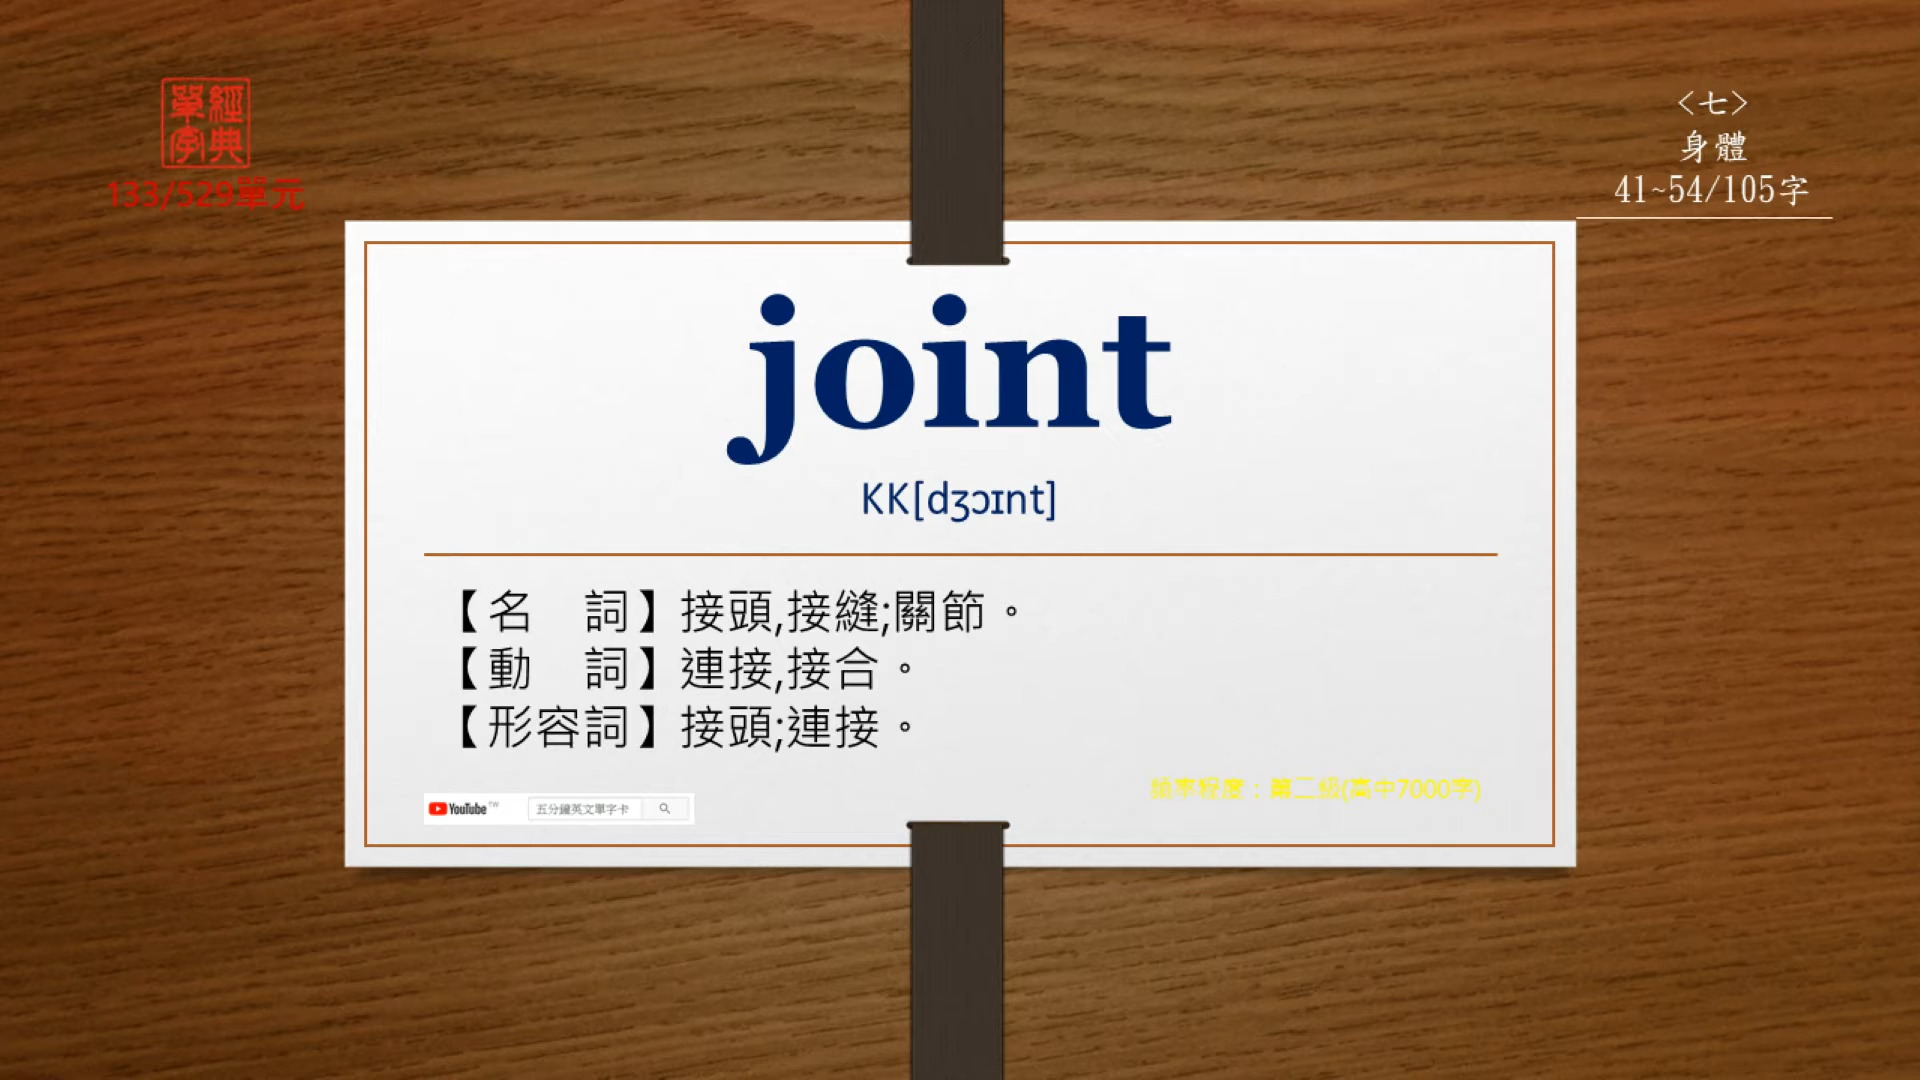 單經
字典
133/529單元
<七>
身體
41~54/105字
joint
KK[dʒɔɪnt]
【名　詞】接頭,接縫;關節。
【動　詞】連接,接合。
【形容詞】接頭;連接。
頻率程度：第二級(高中7000字)
YouTube TW
五分鐘英文單字卡